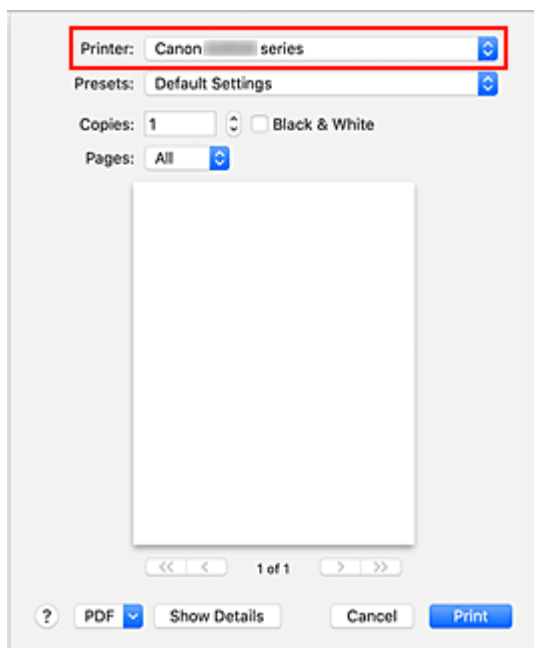 Printer: Canon series
Presets: Default Settings
Copies: 1 Black & White
Pages: All
<< < 1 of 1 > >>
? PDF Show Details Cancel Print